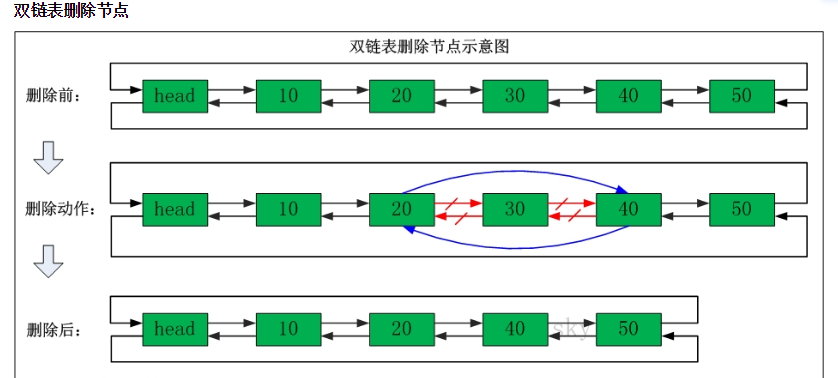 双链表删除节点
双链表删除节点示意图
删除前: head 10 20 30 40 50
删除动作: head 10 20 30 40 50
删除后: head 10 20 40 sky 50